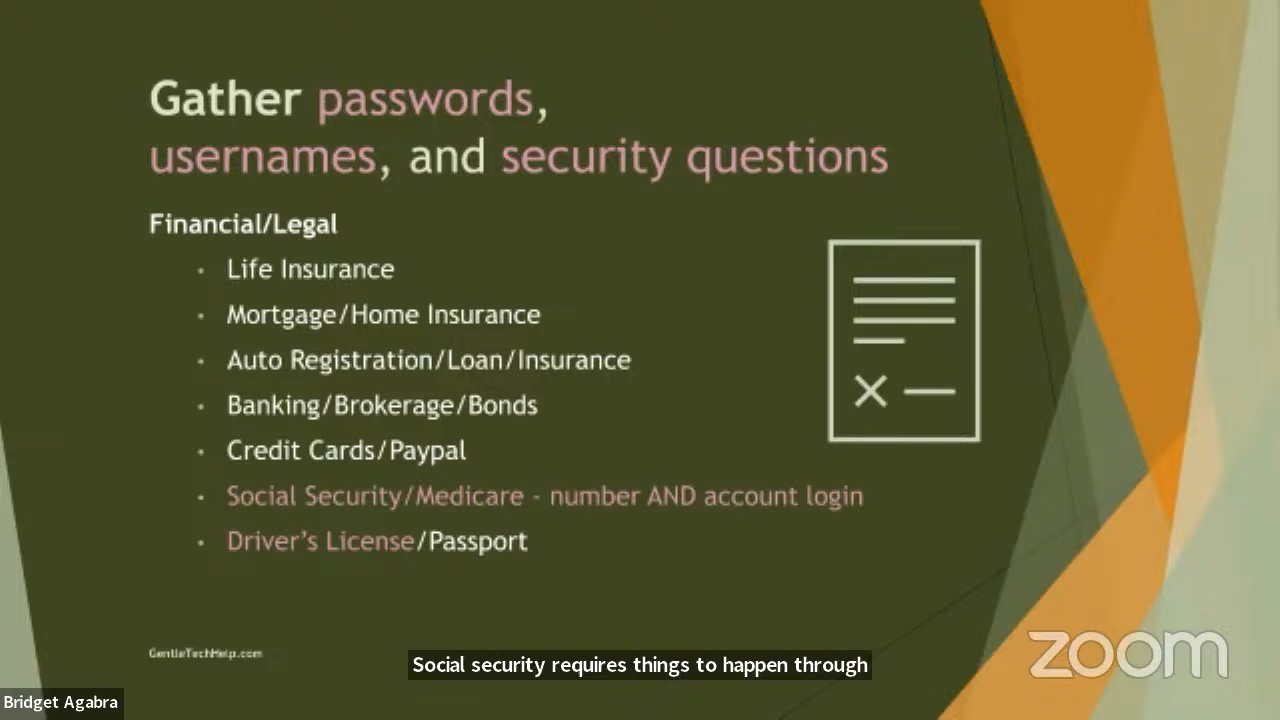 Gather passwords,
usernames, and security questions
Financial/Legal
• Life Insurance
• Mortgage/Home Insurance
• Auto Registration/Loan/Insurance
• Banking/Brokerage/Bonds
• Credit Cards/Paypal
• Social Security/Medicare - number AND account login
• Driver’s License/Passport
GentleTechHelp.com
Social security requires things to happen through
zoom
Bridget Agabra